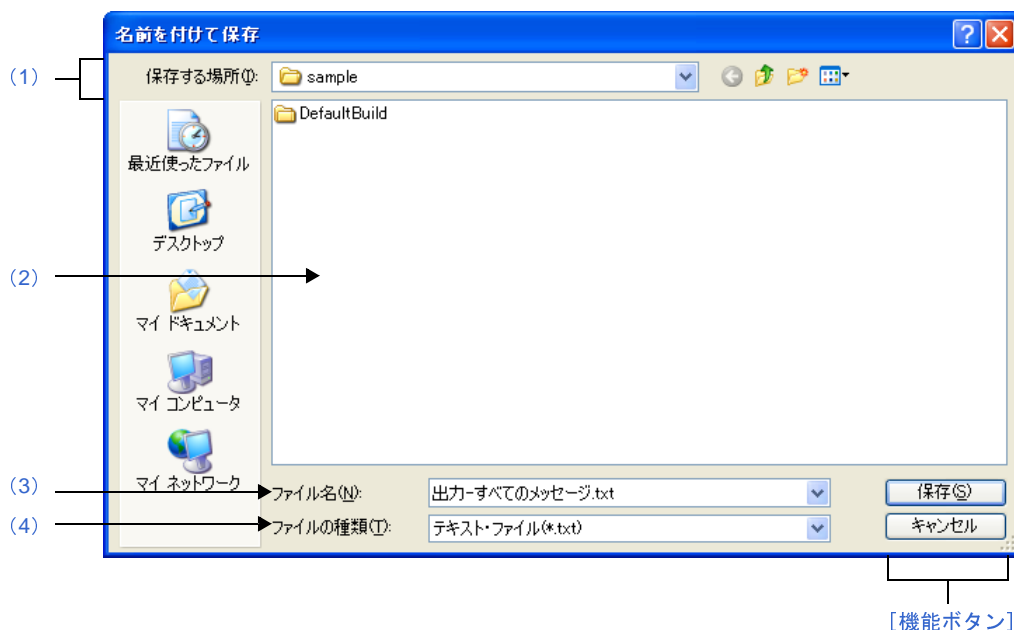 名前を付けて保存
(1)
保存する場所(I):
sample
DefaultBuild
最近使ったファイル
デスクトップ
(2)
マイ ドキュメント
マイ コンピュータ
マイ ネットワーク
(3)
ファイル名(N):
出力-すべてのメッセージ.txt
保存(S)
(4)
ファイルの種類(T):
テキスト・ファイル(*.txt)
キャンセル
[機能ボタン]